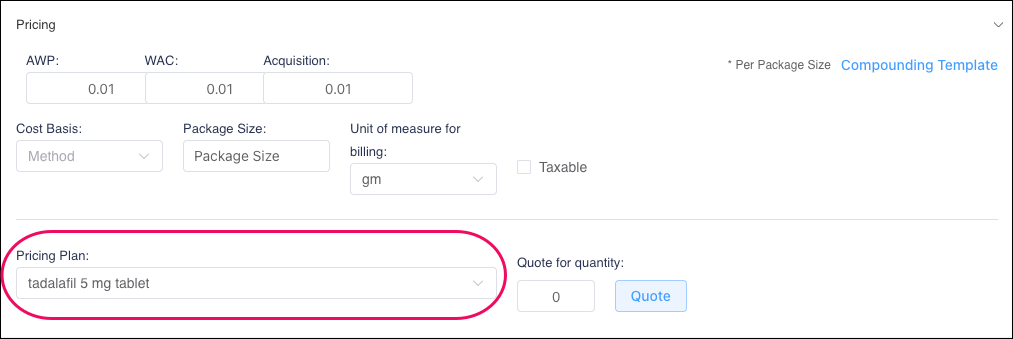 Pricing
AWP: WAC: Acquisition:
* Per Package Size Compounding Template
0.01 0.01 0.01
Cost Basis: Package Size: Unit of measure for billing:
Method Package Size gm Taxable
Pricing Plan: Quote for quantity:
tadalafil 5 mg tablet 0 Quote